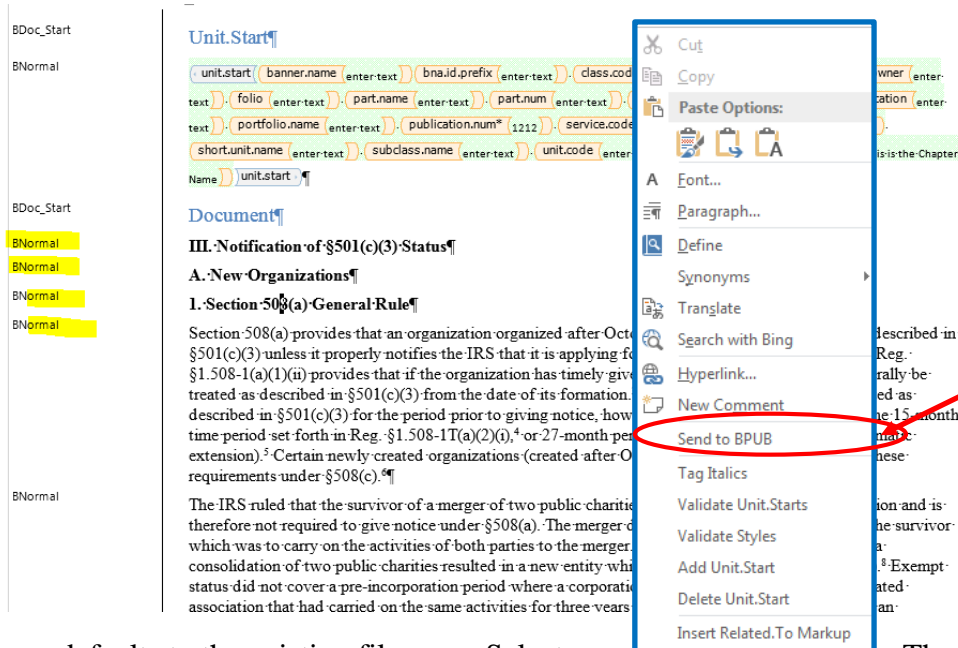 BDoc_Start
Unit.Start¶
BNormal
unit.start( banner.name (enter·text))·( bna.id.prefix (enter·text))·( class.cod
wner (enter·
text))·( folio (enter·text))·( part.name (enter·text))·( part.num (enter·text))·(
cation (enter·
text))·( portfolio.name (enter·text))·( publication.num* (1212))·( service.code
short.unit.name (enter·text))·( subclass.name (enter·text))·( unit.code (enter·
is·is·the·Chapter
Name))unit.start ¶
BDoc_Start
Document¶
BNormal
III.·Notification·of·§501(c)(3)·Status¶
BNormal
A.·New·Organizations¶
BNormal
1.·Section·508(a)·General·Rule¶
BNormal
Section·508(a)·provides·that·an·organization·organized·after·Octo
described·in
§501(c)(3)·unless·it·properly·notifies·the·IRS·that·it·is·applying·fo
Reg.·
§1.508-1(a)(1)(ii)·provides·that·if·the·organization·has·timely·give
rally·be·
treated·as·described·in·§501(c)(3)·from·the·date·of·its·formation.
ed·as·
described·in·§501(c)(3)·for·the·period·prior·to·giving·notice,·how
he·15-month
time·period·set·forth·in·Reg.·§1.508-1T(a)(2)(i),⁴·or·27-month·per
matic·
extension).⁵·Certain·newly·created·organizations·(created·after·O
hese·
requirements·under·§508(c).⁶¶
BNormal
The·IRS·ruled·that·the·survivor·of·a·merger·of·two·public·charitie
ion·and·is·
therefore·not·required·to·give·notice·under·§508(a).·The·merger·d
he·survivor·
which·was·to·carry·on·the·activities·of·both·parties·to·the·merger.
a·
consolidation·of·two·public·charities·resulted·in·a·new·entity·whi
.⁸·Exempt·
status·did·not·cover·a·pre-incorporation·period·where·a·corporati
ated·
association·that·had·carried·on·the·same·activities·for·three·years
an·
Cut
Copy
Paste Options:
A Font...
Paragraph...
Define
Synonyms
Translate
Search with Bing
Hyperlink...
New Comment
Send to BPUB
Tag Italics
Validate Unit.Starts
Validate Styles
Add Unit.Start
Delete Unit.Start
Insert Related.To Markup